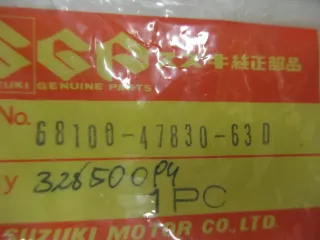 SGP スズキ純正部品
SUZUKI GENUINE PARTS
No. 68100-47830-63D
y 32850094
1PC
SUZUKI MOTOR CO.,LTD.